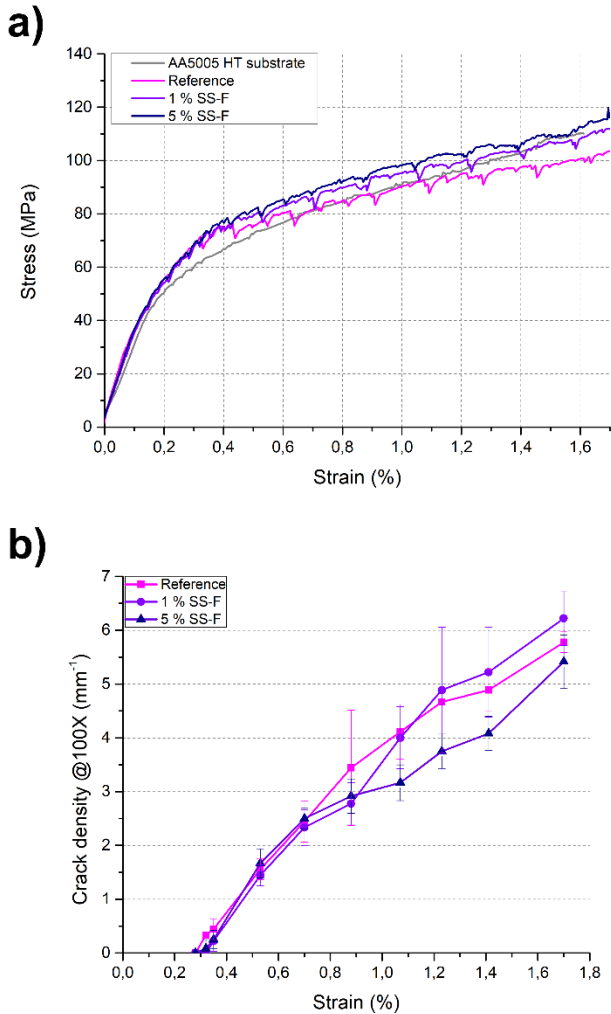 a)
AA5005 HT substrate
Reference
1 % SS-F
5 % SS-F
140
120
100
80
60
40
20
0
Stress (MPa)
0,0 0,2 0,4 0,6 0,8 1,0 1,2 1,4 1,6
Strain (%)
b)
Reference
1 % SS-F
5 % SS-F
7
6
5
4
3
2
1
0
Crack density @100X (mm⁻¹)
0,0 0,2 0,4 0,6 0,8 1,0 1,2 1,4 1,6 1,8
Strain (%)